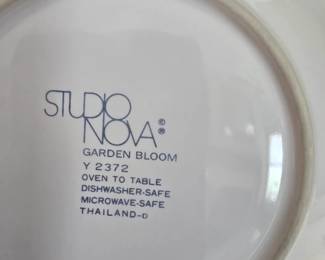 STUDIO
NOVA©®
GARDEN BLOOM
Y 2372
OVEN TO TABLE
DISHWASHER-SAFE
MICROWAVE-SAFE
THAILAND-D